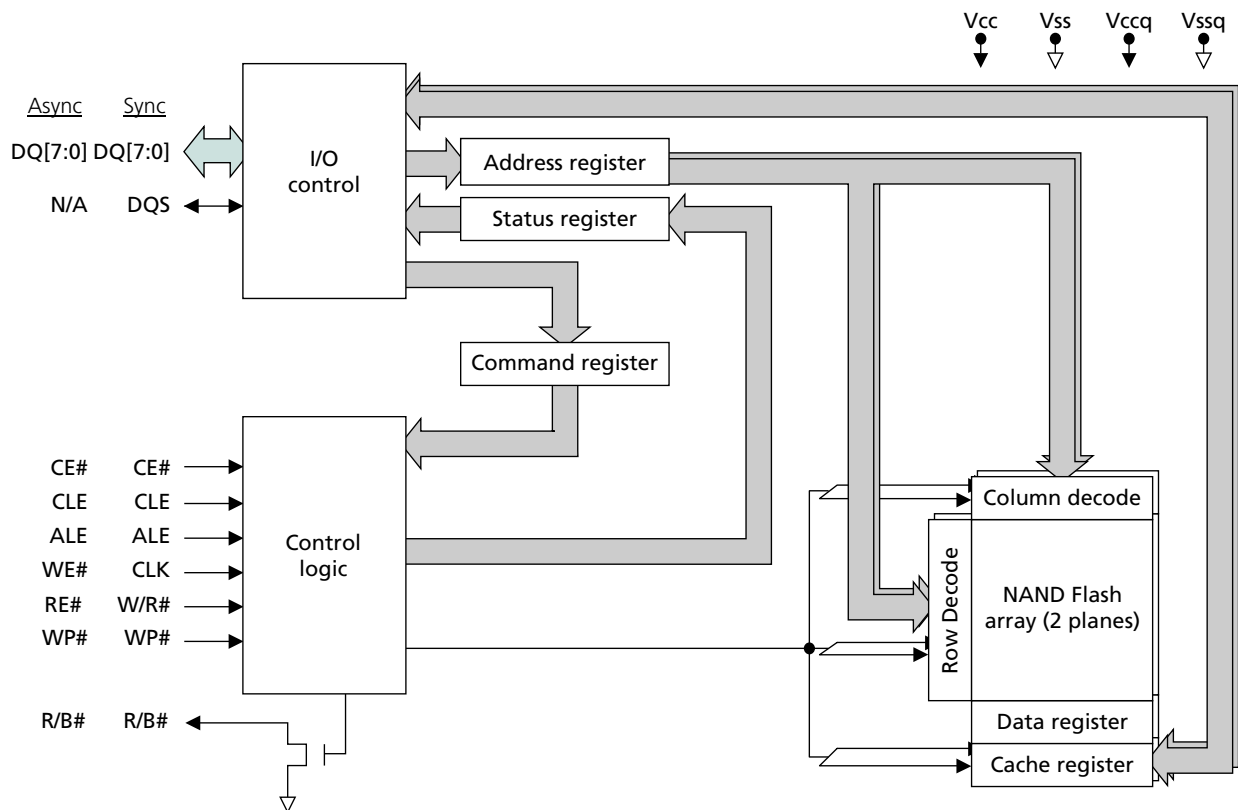 Vcc Vss Vccq Vssq
Async Sync
DQ[7:0] DQ[7:0]
N/A DQS
I/O
control
Address register
Status register
Command register
CE# CE#
CLE CLE
ALE ALE
WE# CLK
RE# W/R#
WP# WP#
R/B# R/B#
Control
logic
Column decode
Row Decode
NAND Flash
array (2 planes)
Data register
Cache register